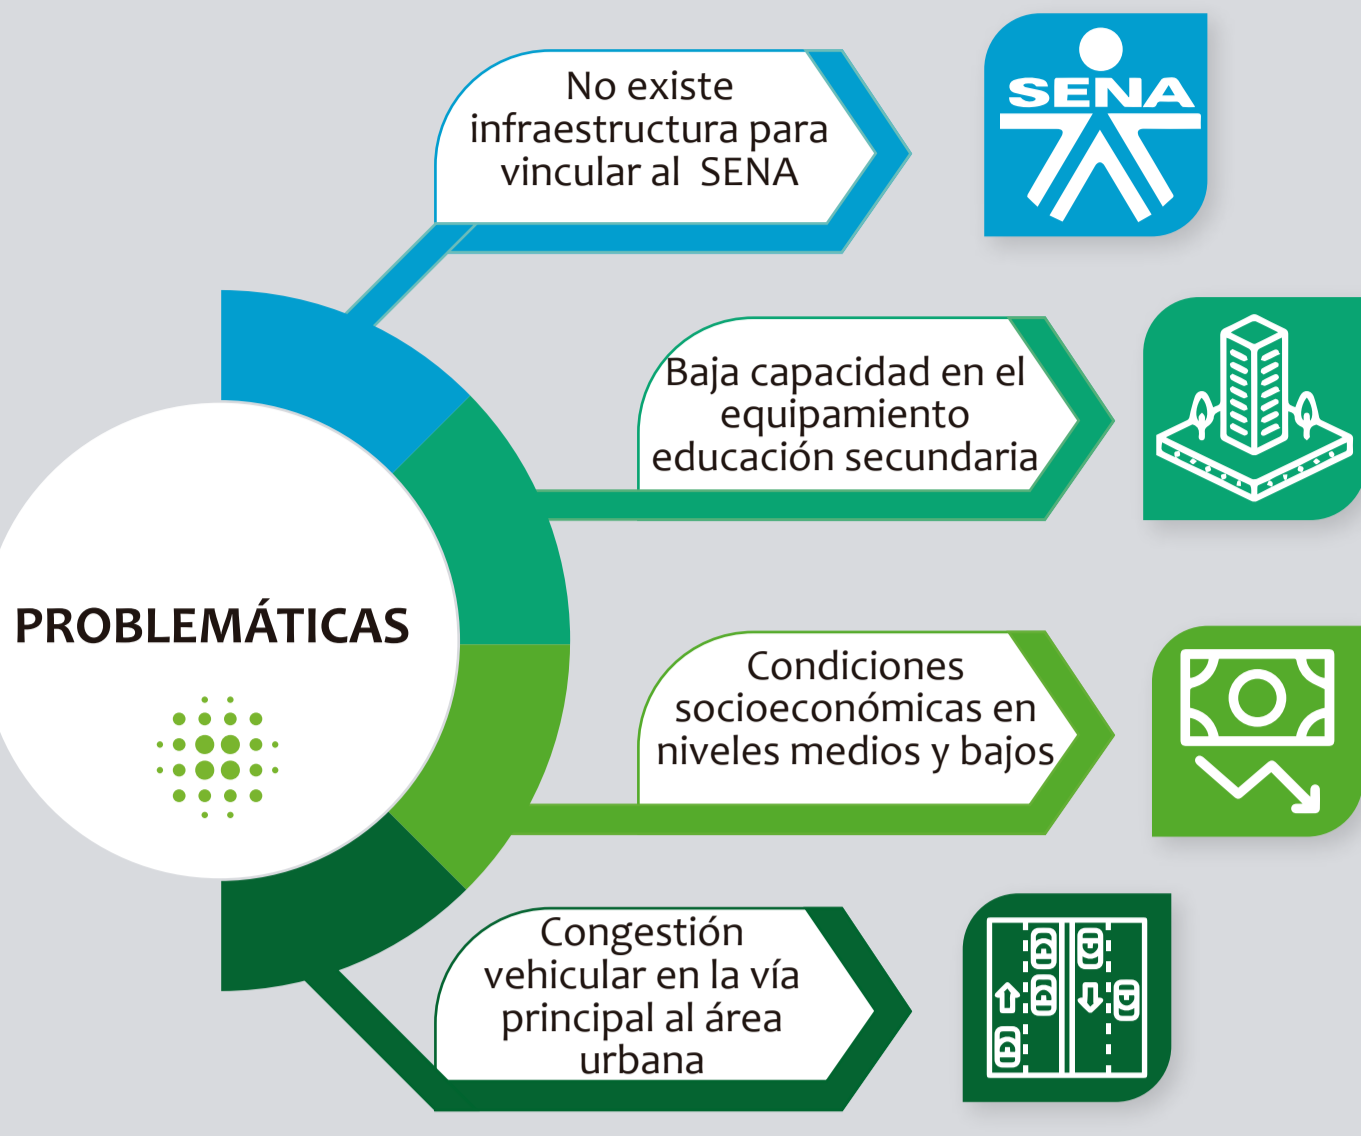 No existe
infraestructura para
vincular al SENA
SENA
Baja capacidad en el
equipamiento
educación secundaria
PROBLEMÁTICAS
Condiciones
socioeconómicas en
niveles medios y bajos
Congestión
vehicular en la vía
principal al área
urbana